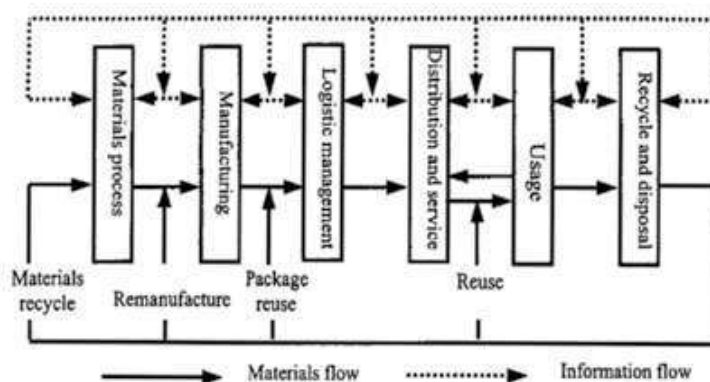 Materials process
Manufacturing
Logistic management
Distribution and service
Usage
Recycle and disposal
Materials
recycle
Remanufacture
Package
reuse
Reuse
Materials flow
Information flow